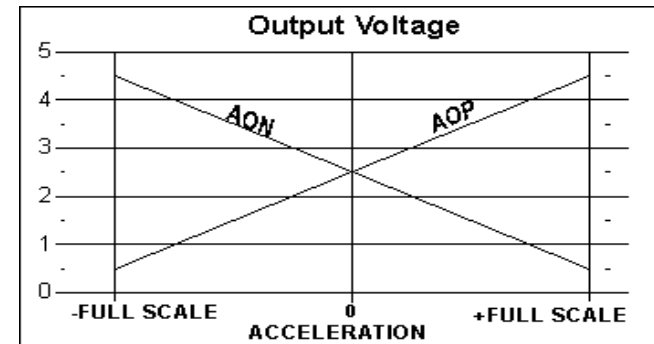 Output Voltage
5
4
3
2
1
0
AON
AOP
-FULL SCALE
0
+FULL SCALE
ACCELERATION